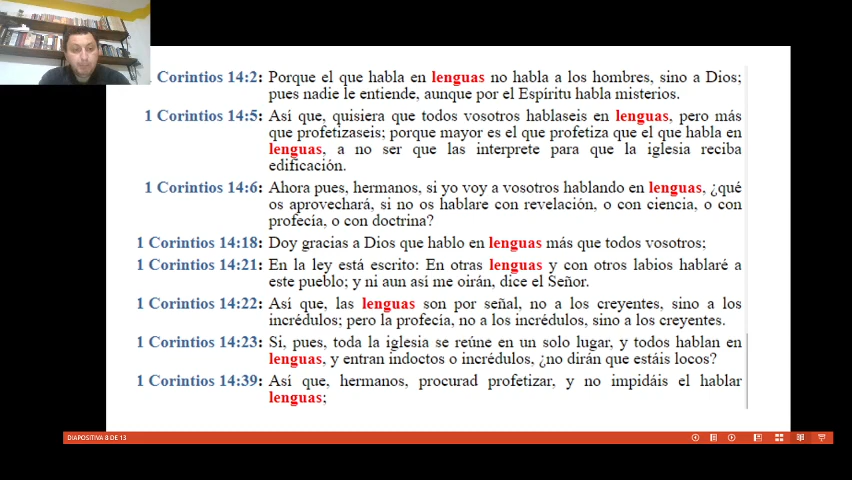 1 Corintios 14:2: Porque el que habla en lenguas no habla a los hombres, sino a Dios;
pues nadie le entiende, aunque por el Espíritu habla misterios.
1 Corintios 14:5: Así que, quisiera que todos vosotros hablaseis en lenguas, pero más
que profetizaseis; porque mayor es el que profetiza que el que habla en
lenguas, a no ser que las interprete para que la iglesia reciba
edificación.
1 Corintios 14:6: Ahora pues, hermanos, si yo voy a vosotros hablando en lenguas, ¿qué
os aprovechará, si no os hablare con revelación, o con ciencia, o con
profecía, o con doctrina?
1 Corintios 14:18: Doy gracias a Dios que hablo en lenguas más que todos vosotros;
1 Corintios 14:21: En la ley está escrito: En otras lenguas y con otros labios hablaré a
este pueblo; y ni aun así me oirán, dice el Señor.
1 Corintios 14:22: Así que, las lenguas son por señal, no a los creyentes, sino a los
incrédulos; pero la profecía, no a los incrédulos, sino a los creyentes.
1 Corintios 14:23: Si, pues, toda la iglesia se reúne en un solo lugar, y todos hablan en
lenguas, y entran indoctos o incrédulos, ¿no dirán que estáis locos?
1 Corintios 14:39: Así que, hermanos, procurad profetizar, y no impidáis el hablar
lenguas;
DIAPOSITIVA 8 DE 13